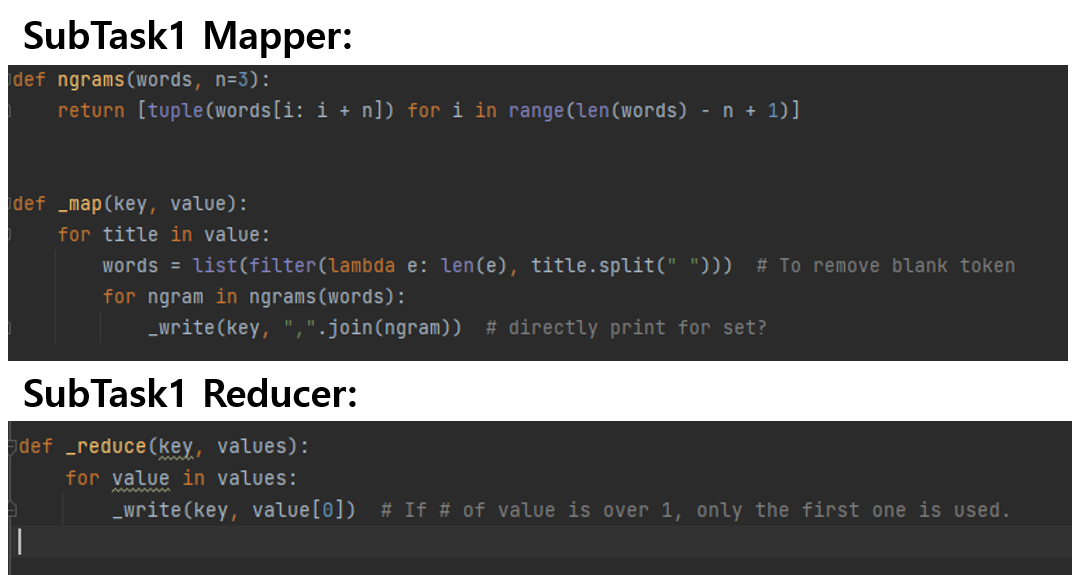 SubTask1 Mapper:
def ngrams(words, n=3):
    return [tuple(words[i: i + n]) for i in range(len(words) - n + 1)]
def _map(key, value):
    for title in value:
        words = list(filter(lambda e: len(e), title.split(" ")))  # To remove blank token
        for ngram in ngrams(words):
            _write(key, ",".join(ngram))  # directly print for set?
SubTask1 Reducer:
def _reduce(key, values):
    for value in values:
        _write(key, value[0])  # If # of value is over 1, only the first one is used.